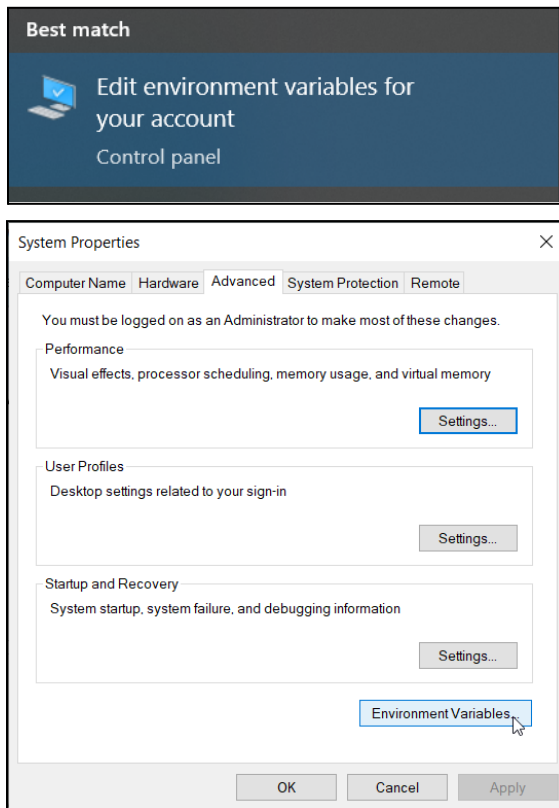 Best match
Edit environment variables for
your account
Control panel
System Properties
Computer Name Hardware Advanced System Protection Remote
You must be logged on as an Administrator to make most of these changes.
Performance
Visual effects, processor scheduling, memory usage, and virtual memory
Settings...
User Profiles
Desktop settings related to your sign-in
Settings...
Startup and Recovery
System startup, system failure, and debugging information
Settings...
Environment Variables...
OK Cancel Apply